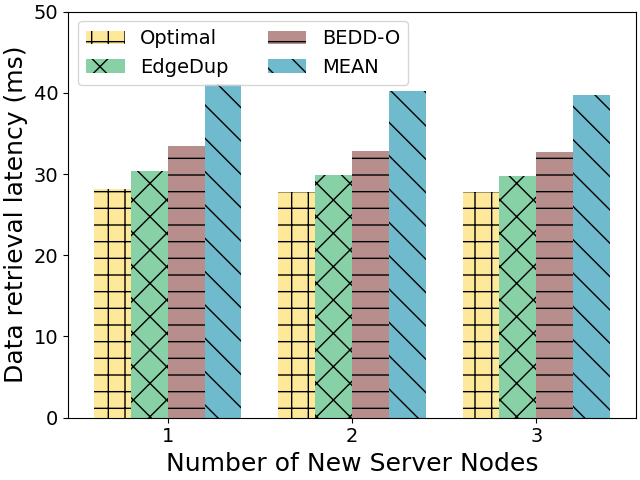 Data retrieval latency (ms)
50
40
30
20
10
0
Optimal
EdgeDup
BEDD-O
MEAN
1
2
3
Number of New Server Nodes